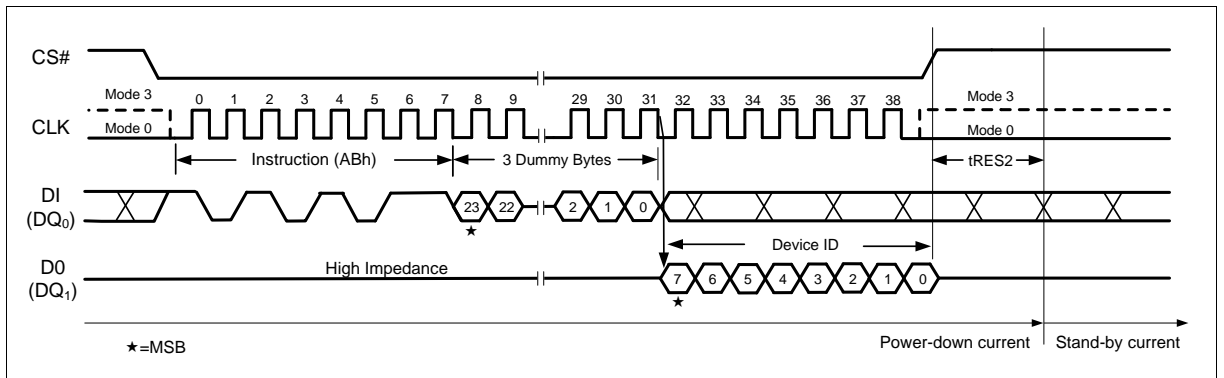 CS#
Mode 3
0 1 2 3 4 5 6 7 8 9 29 30 31 32 33 34 35 36 37 38
Mode 3
CLK
Mode 0
Mode 0
Instruction (ABh)
3 Dummy Bytes
tRES2
DI
(DQ0)
23 22 2 1 0
★
Device ID
D0
(DQ1)
High Impedance
7 6 5 4 3 2 1 0
★
★=MSB
Power-down current
Stand-by current